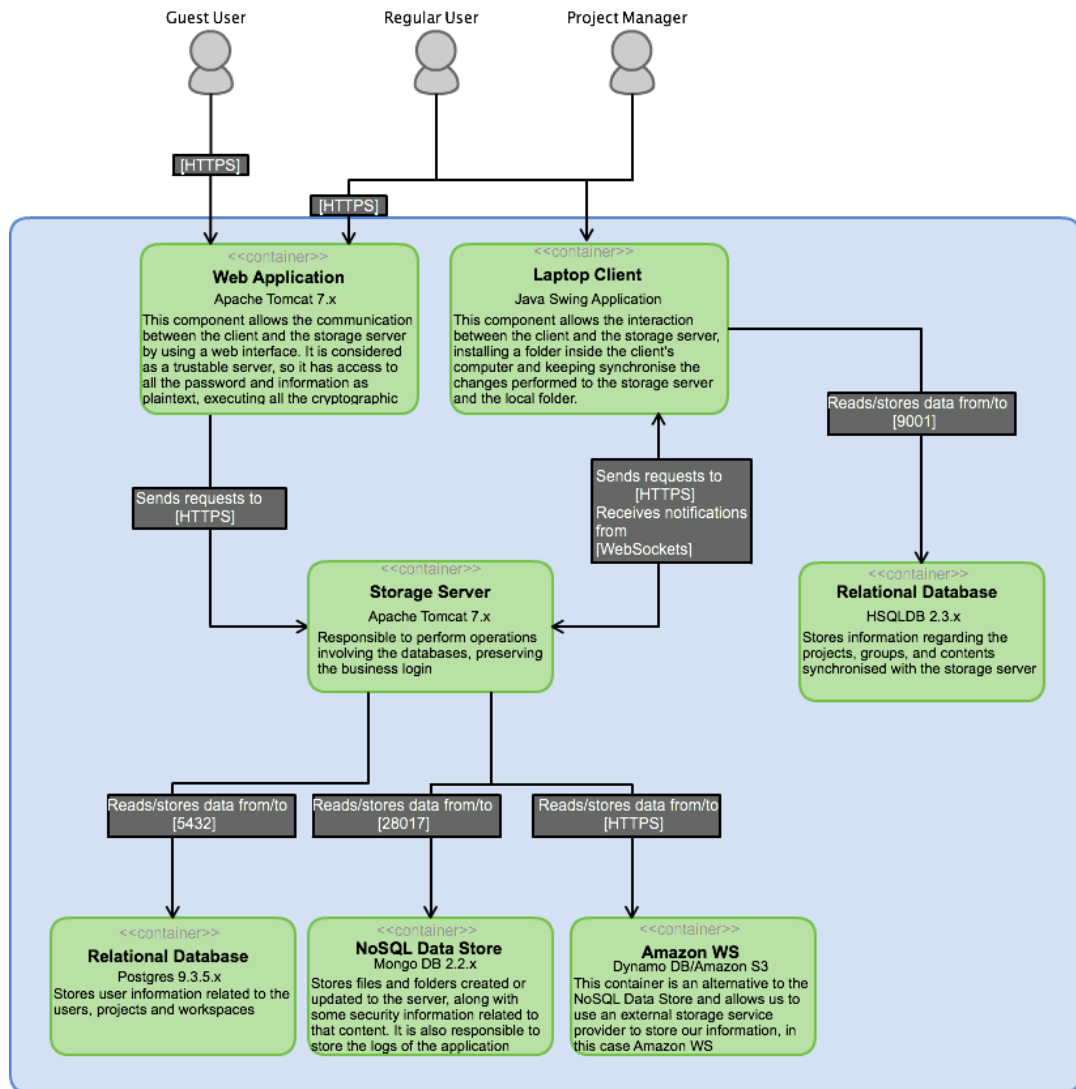 Guest User
Regular User
Project Manager
[HTTPS]
[HTTPS]
<<container>>
Web Application
Apache Tomcat 7.x
This component allows the communication
between the client and the storage server
by using a web interface. It is considered
as a trustable server, so it has access to
all the password and information as
plaintext, executing all the cryptographic
<<container>>
Laptop Client
Java Swing Application
This component allows the interaction
between the client and the storage server,
installing a folder inside the client's
computer and keeping synchronise the
changes performed to the storage server
and the local folder.
Reads/stores data from/to
[9001]
Sends requests to
[HTTPS]
Sends requests to
[HTTPS]
Receives notifications
from
[WebSockets]
<<container>>
Storage Server
Apache Tomcat 7.x
Responsible to perform operations
involving the databases, preserving
the business login
<<container>>
Relational Database
HSQLDB 2.3.x
Stores information regarding the
projects, groups, and contents
synchronised with the storage server
Reads/stores data from/to
[5432]
Reads/stores data from/to
[28017]
Reads/stores data from/to
[HTTPS]
<<container>>
Relational Database
Postgres 9.3.5.x
Stores user information related to the
users, projects and workspaces
<<container>>
NoSQL Data Store
Mongo DB 2.2.x
Stores files and folders created or
updated to the server, along with
some security information related to
that content. It is also responsible to
store the logs of the application
<<container>>
Amazon WS
Dynamo DB/Amazon S3
This container is an alternative to the
NoSQL Data Store and allows us to
use an external storage service
provider to store our information, in
this case Amazon WS